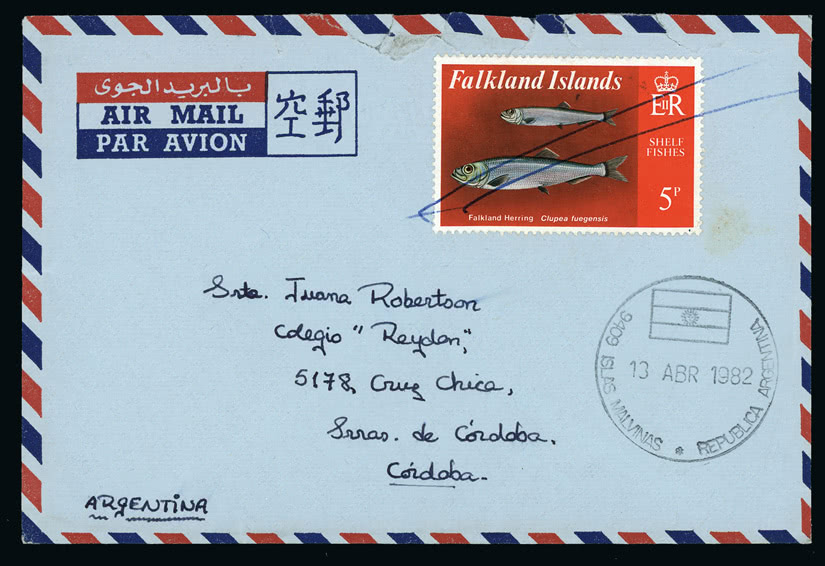 بالبريد الجوى
AIR MAIL
PAR AVION
空郵
Falkland Islands
EIIR
SHELF
FISHES
5P
Falkland Herring Clupea fuegensis
Srta. Juana Robertson
Colegio "Reydon",
5178, Cruz Chica,
Srras. de Córdoba.
Córdoba.
ARGENTINA
13 ABR 1982
9409 ISLAS MALVINAS * REPUBLICA ARGENTINA